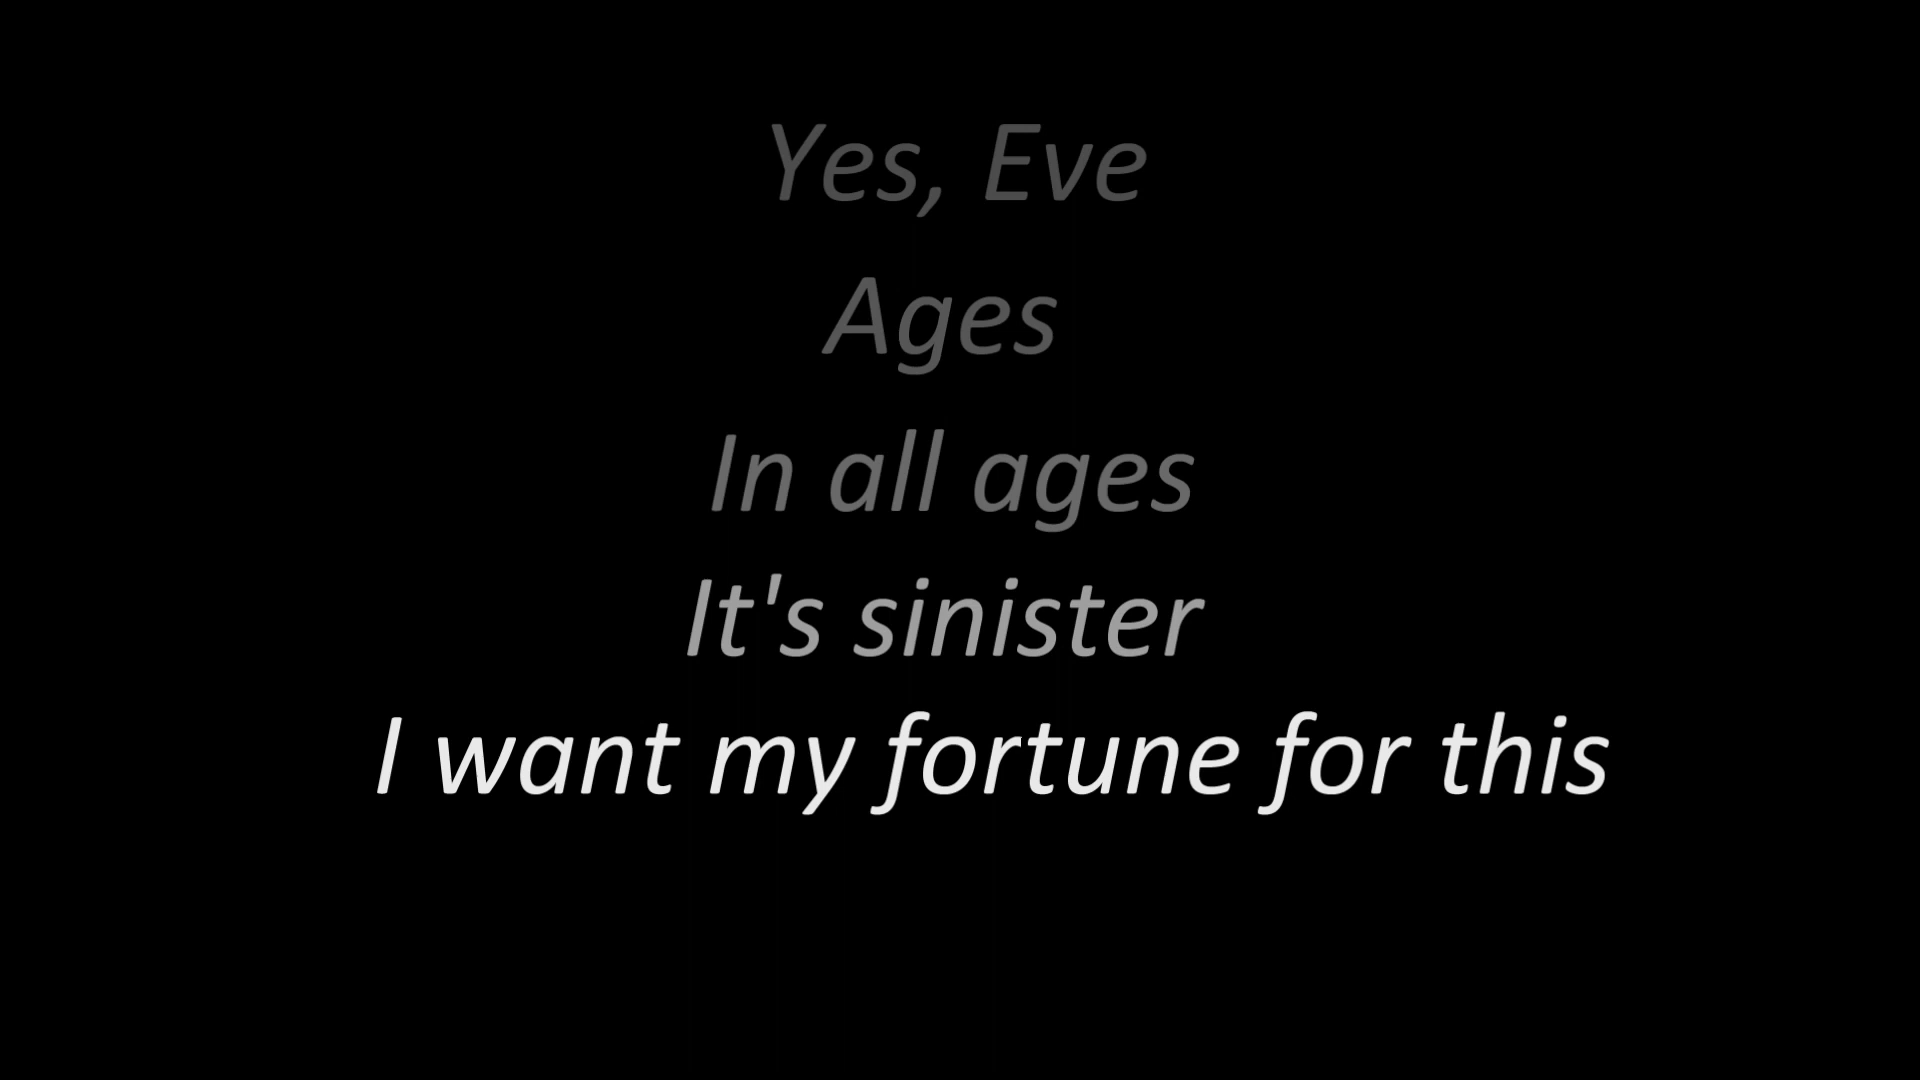 Yes, Eve
Ages
In all ages
It's sinister
I want my fortune for this